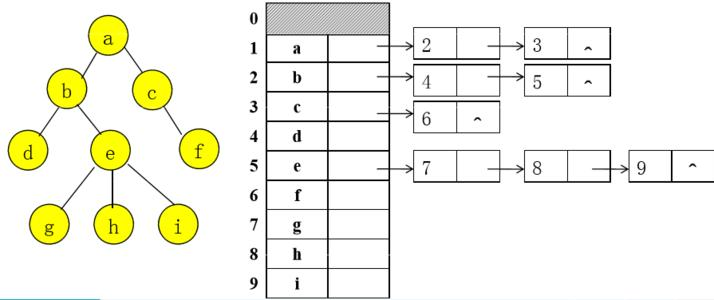 a
b c
d e f
g h i
0
1 a 2 3 ^
2 b 4 5 ^
3 c 6 ^
4 d
5 e 7 8 9 ^
6 f
7 g
8 h
9 i